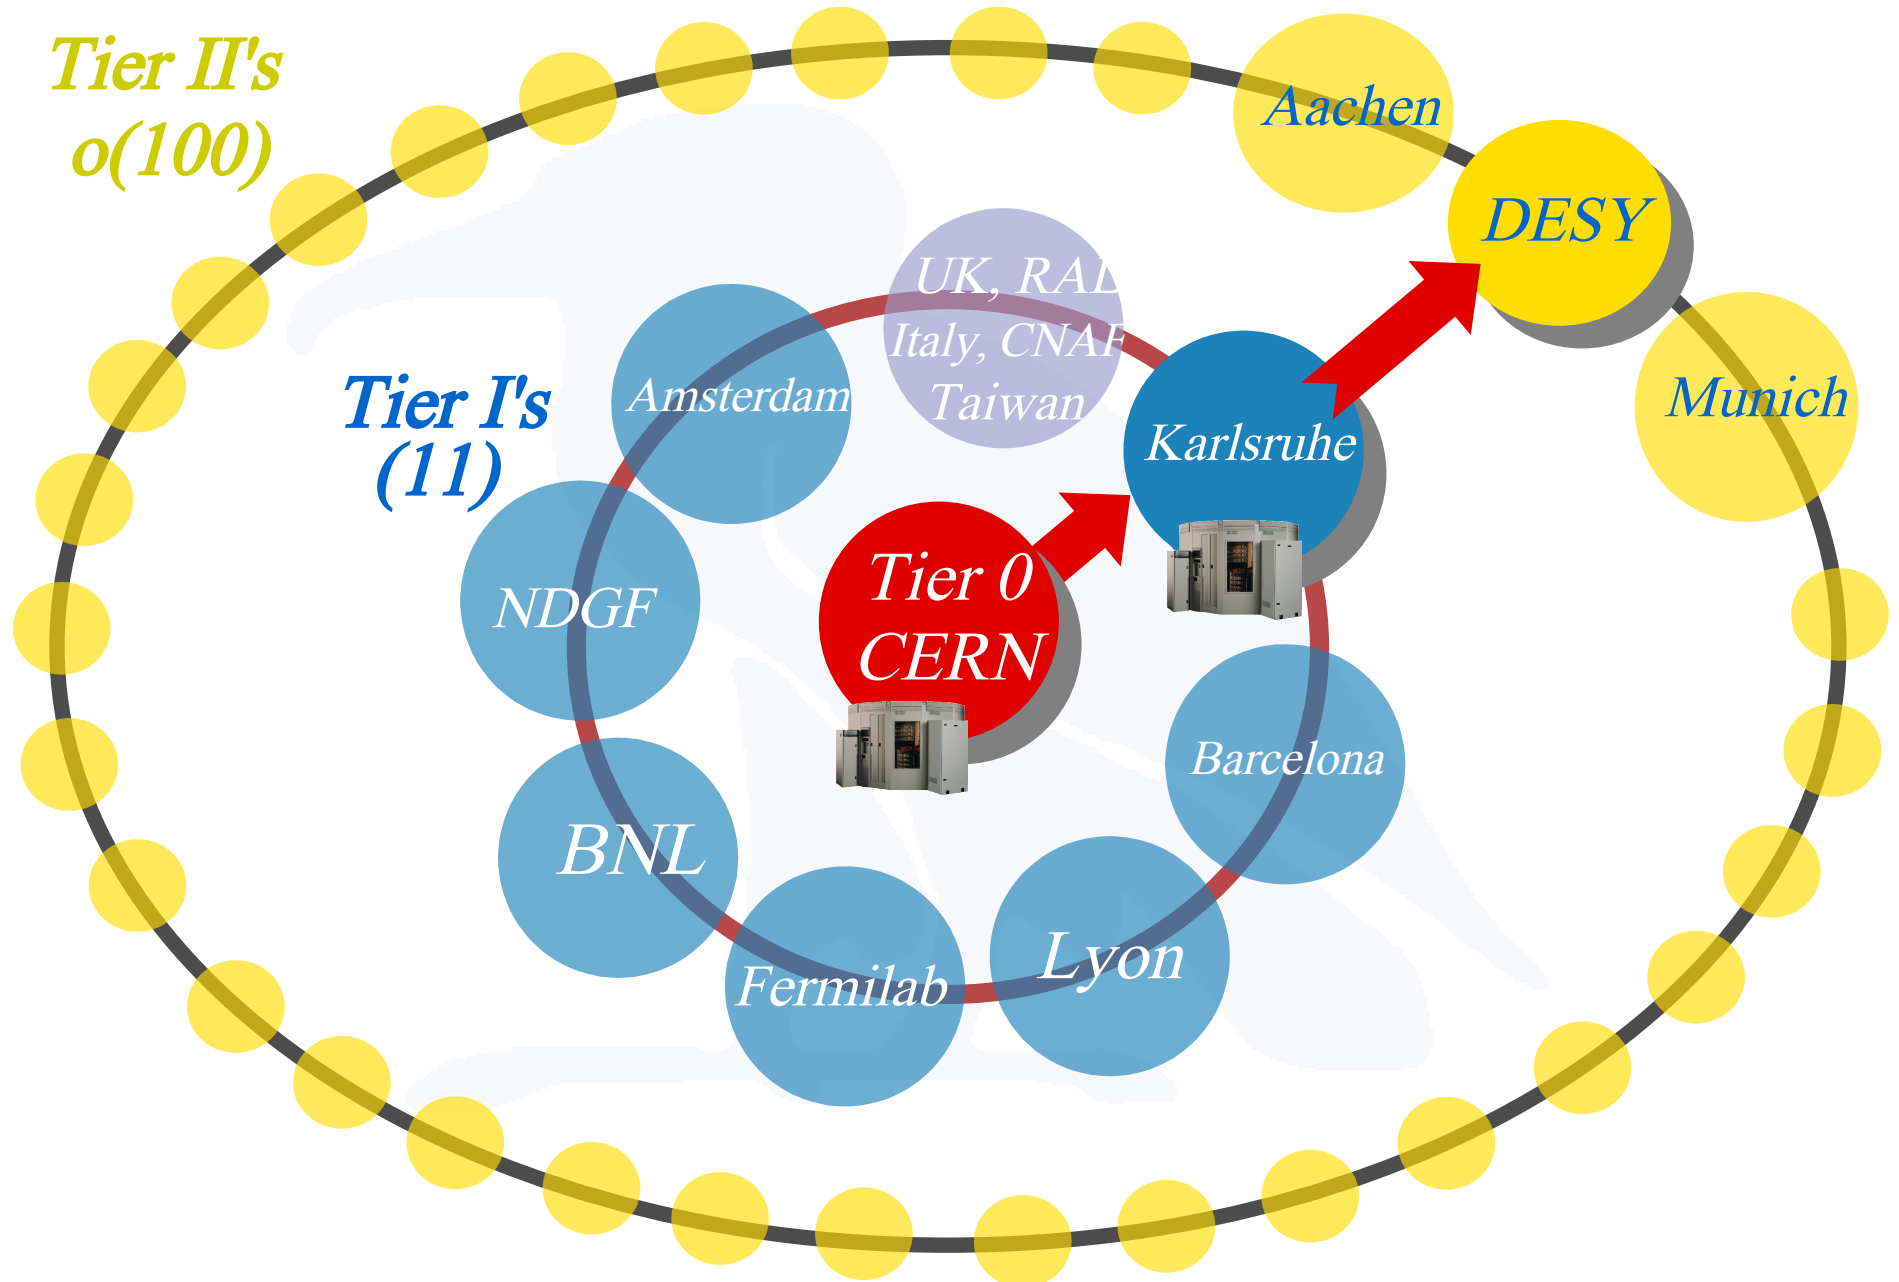 Tier II's
o(100)
Aachen
DESY
Munich
UK, RAL
Italy, CNAF
Taiwan
Tier I's
(11)
Amsterdam
Karlsruhe
NDGF
Tier 0
CERN
Barcelona
BNL
Lyon
Fermilab